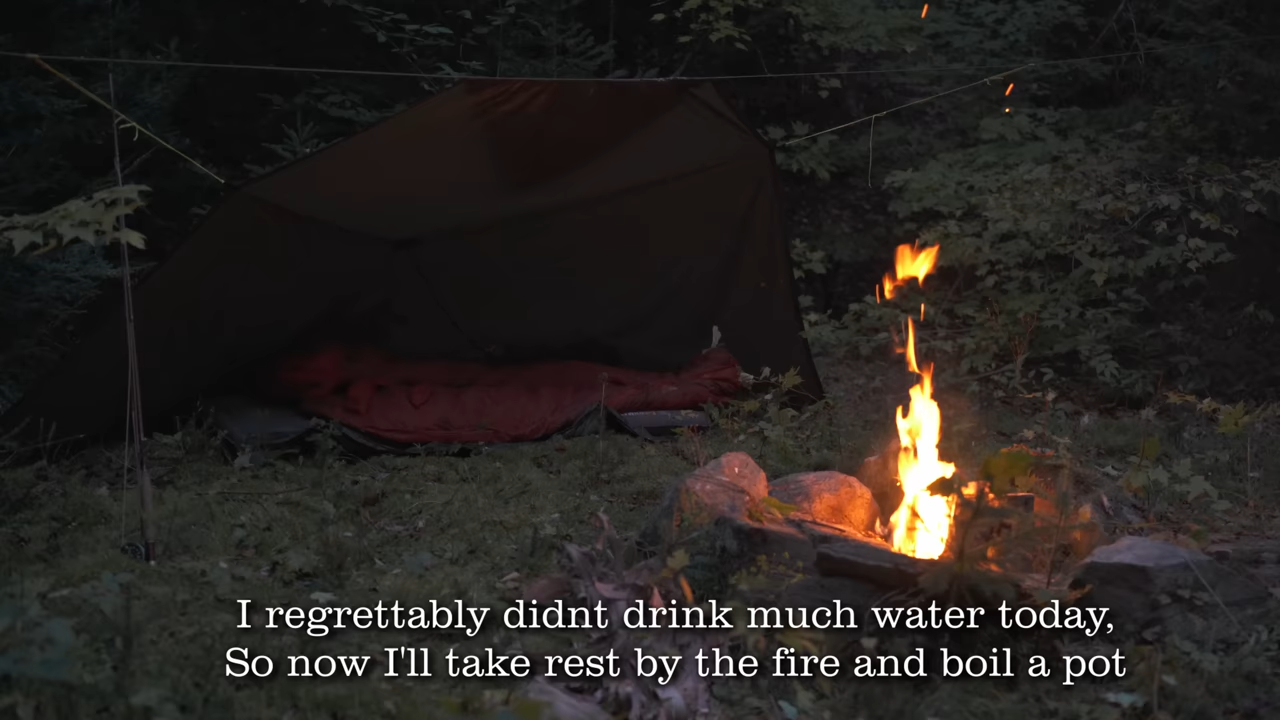 I regrettably didnt drink much water today,
So now I'll take rest by the fire and boil a pot